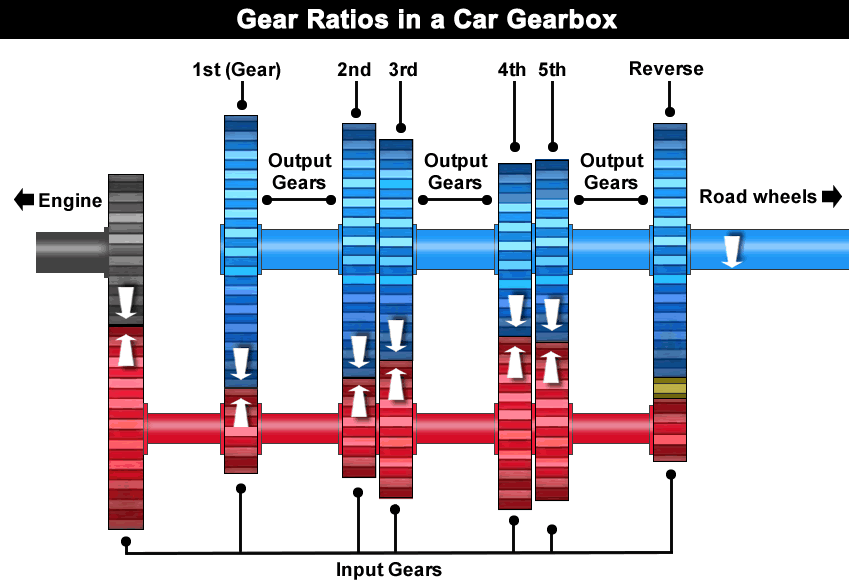 Gear Ratios in a Car Gearbox
1st (Gear)
2nd
3rd
4th
5th
Reverse
Output
Gears
Output
Gears
Output
Gears
Engine
Road wheels
Input Gears